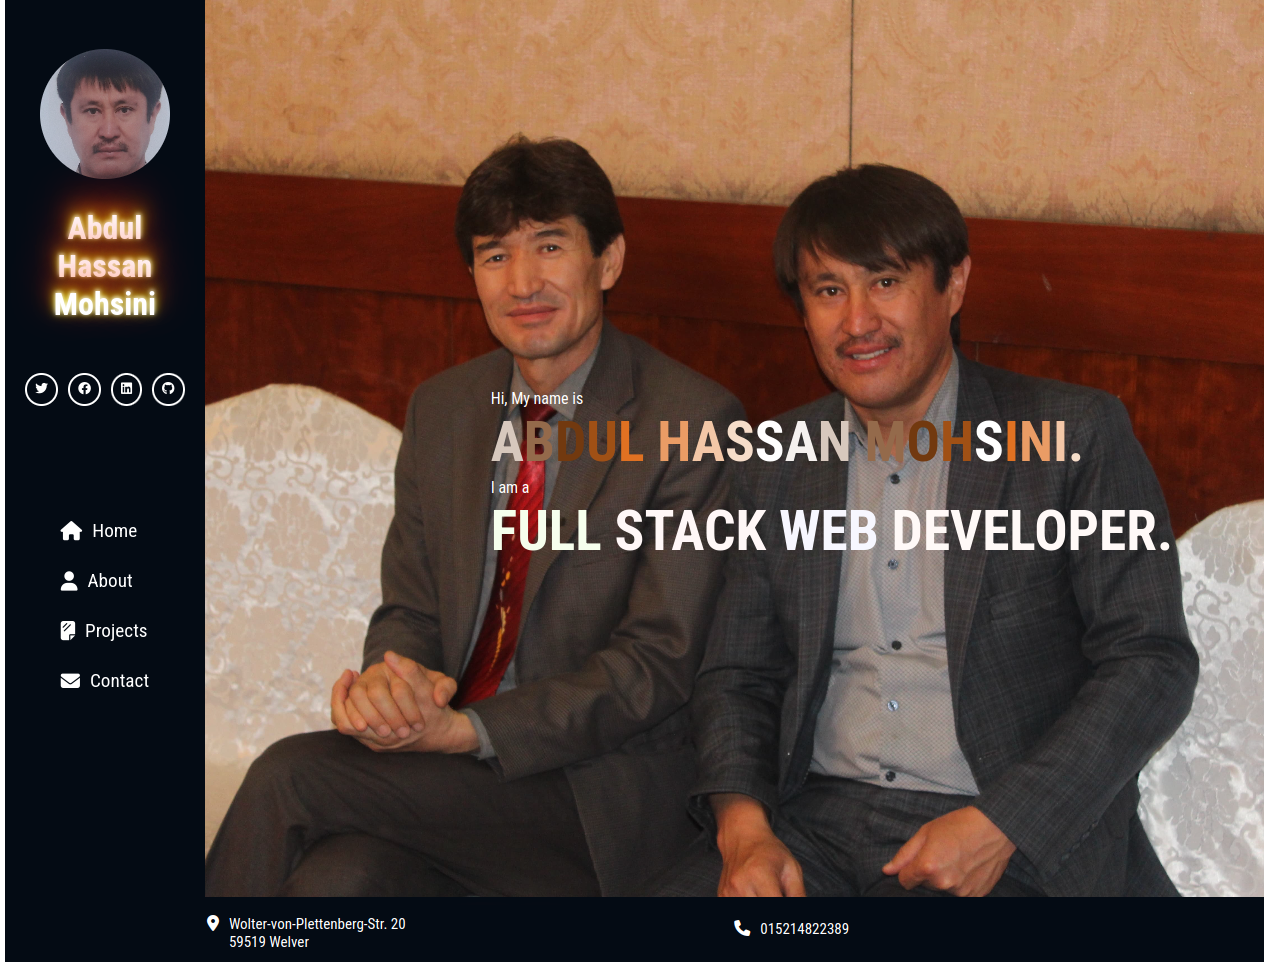 Abdul
Hassan
Mohsini
Home
About
Projects
Contact
Hi, My name is
ABDUL HASSAN MOHSINI.
I am a
FULL STACK WEB DEVELOPER.
Wolter-von-Plettenberg-Str. 20
59519 Welver
015214822389